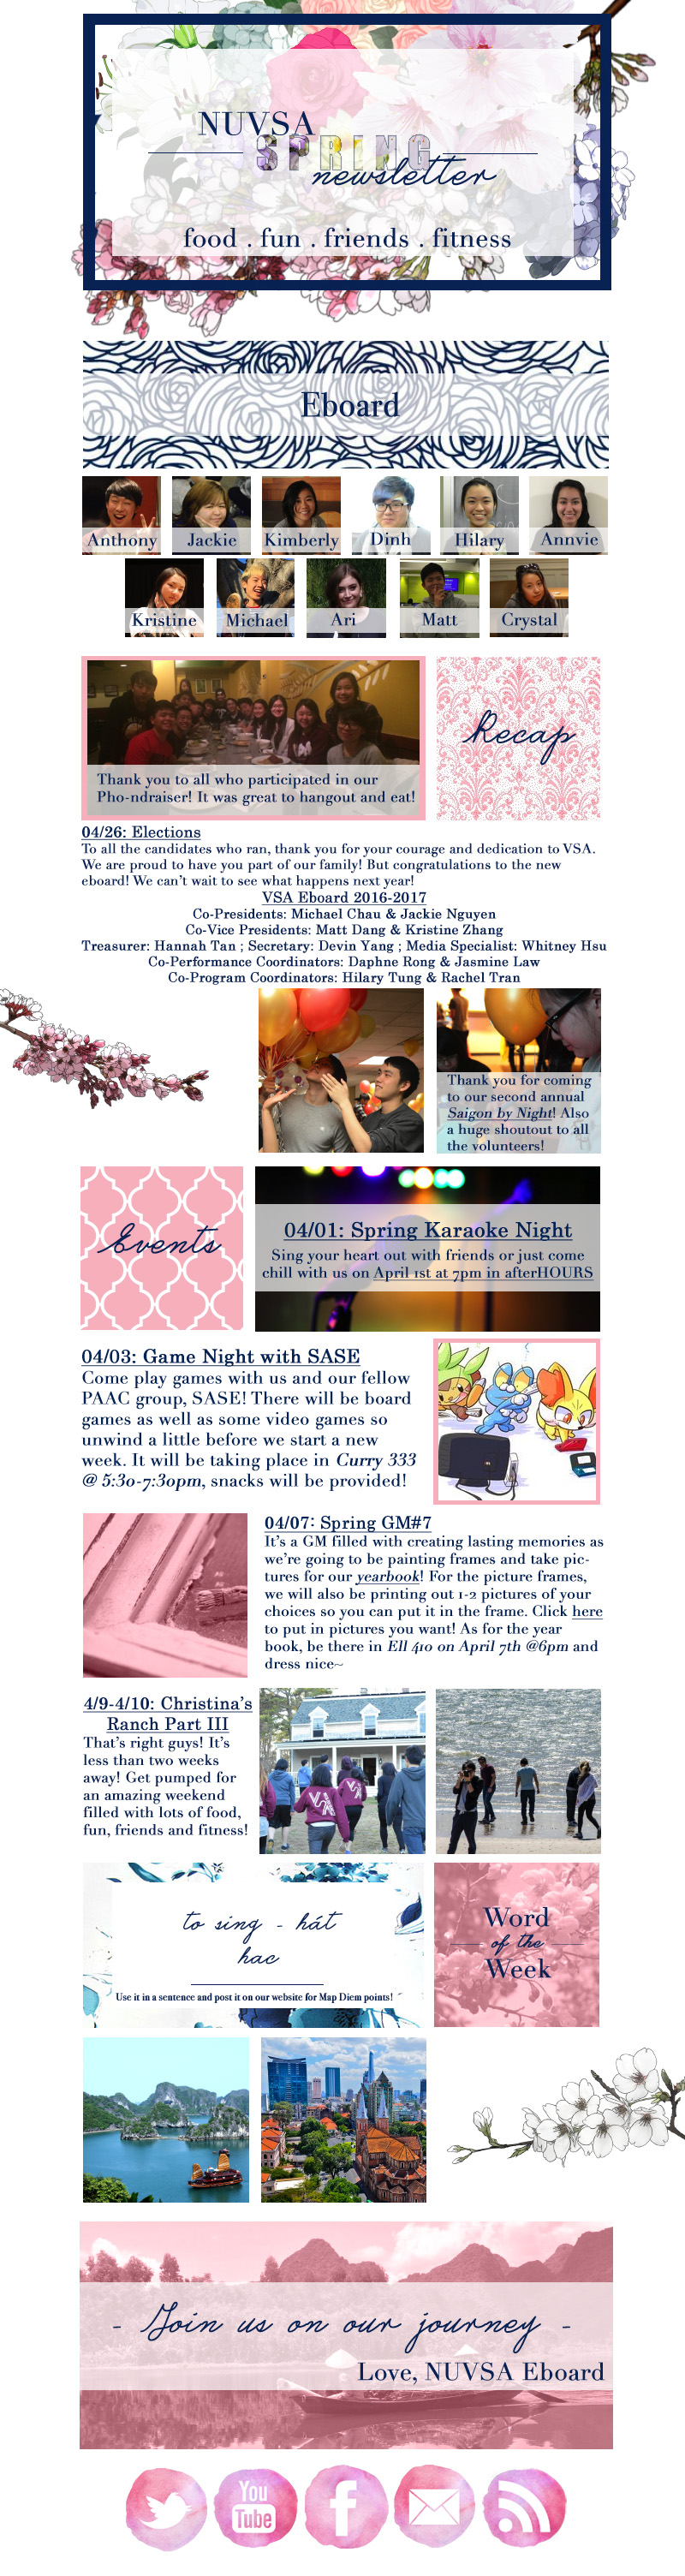 NUVSA
SPRING
newsletter
food . fun . friends . fitness
Eboard
Anthony
Jackie
Kimberly
Dinh
Hilary
Annvie
Kristine
Michael
Ari
Matt
Crystal
Thank you to all who participated in our
Pho-ndraiser! It was great to hangout and eat!
Recap
04/26: Elections
To all the candidates who ran, thank you for your courage and dedication to VSA.
We are proud to have you part of our family! But congratulations to the new
eboard! We can't wait to see what happens next year!
VSA Eboard 2016-2017
Co-Presidents: Michael Chau & Jackie Nguyen
Co-Vice Presidents: Matt Dang & Kristine Zhang
Treasurer: Hannah Tan ; Secretary: Devin Yang ; Media Specialist: Whitney Hsu
Co-Performance Coordinators: Daphne Rong & Jasmine Law
Co-Program Coordinators: Hilary Tung & Rachel Tran
Thank you for coming
to our second annual
Saigon by Night! Also
a huge shoutout to all
the volunteers!
Events
04/01: Spring Karaoke Night
Sing your heart out with friends or just come
chill with us on April 1st at 7pm in afterHOURS
04/03: Game Night with SASE
Come play games with us and our fellow
PAAC group, SASE! There will be board
games as well as some video games so
unwind a little before we start a new
week. It will be taking place in Curry 333
@ 5:30-7:30pm, snacks will be provided!
04/07: Spring GM#7
It's a GM filled with creating lasting memories as
we're going to be painting frames and take pic-
tures for our yearbook! For the picture frames,
we will also be printing out 1-2 pictures of your
choices so you can put it in the frame. Click here
to put in pictures you want! As for the year
book, be there in Ell 410 on April 7th @6pm and
dress nice~
4/9-4/10: Christina's
Ranch Part III
That's right guys! It's
less than two weeks
away! Get pumped for
an amazing weekend
filled with lots of food,
fun, friends and fitness!
VSA
to sing - hát
hac
Use it in a sentence and post it on our website for Map Diem points!
Word
of the
Week
- Join us on our journey -
Love, NUVSA Eboard
You
Tube